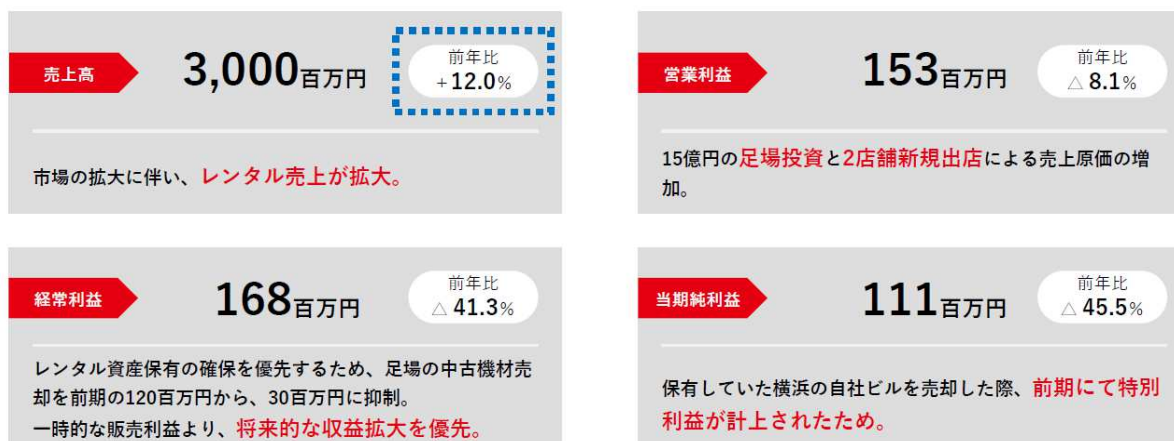 売上高
3,000百万円
前年比
+12.0%
市場の拡大に伴い、レンタル売上が拡大。
営業利益
153百万円
前年比
△ 8.1%
15億円の足場投資と2店舗新規出店による売上原価の増
加。
経常利益
168百万円
前年比
△ 41.3%
レンタル資産保有の確保を優先するため、足場の中古機材売
却を前期の120百万円から、30百万円に抑制。
一時的な販売利益より、将来的な収益拡大を優先。
当期純利益
111百万円
前年比
△ 45.5%
保有していた横浜の自社ビルを売却した際、前期にて特別
利益が計上されたため。